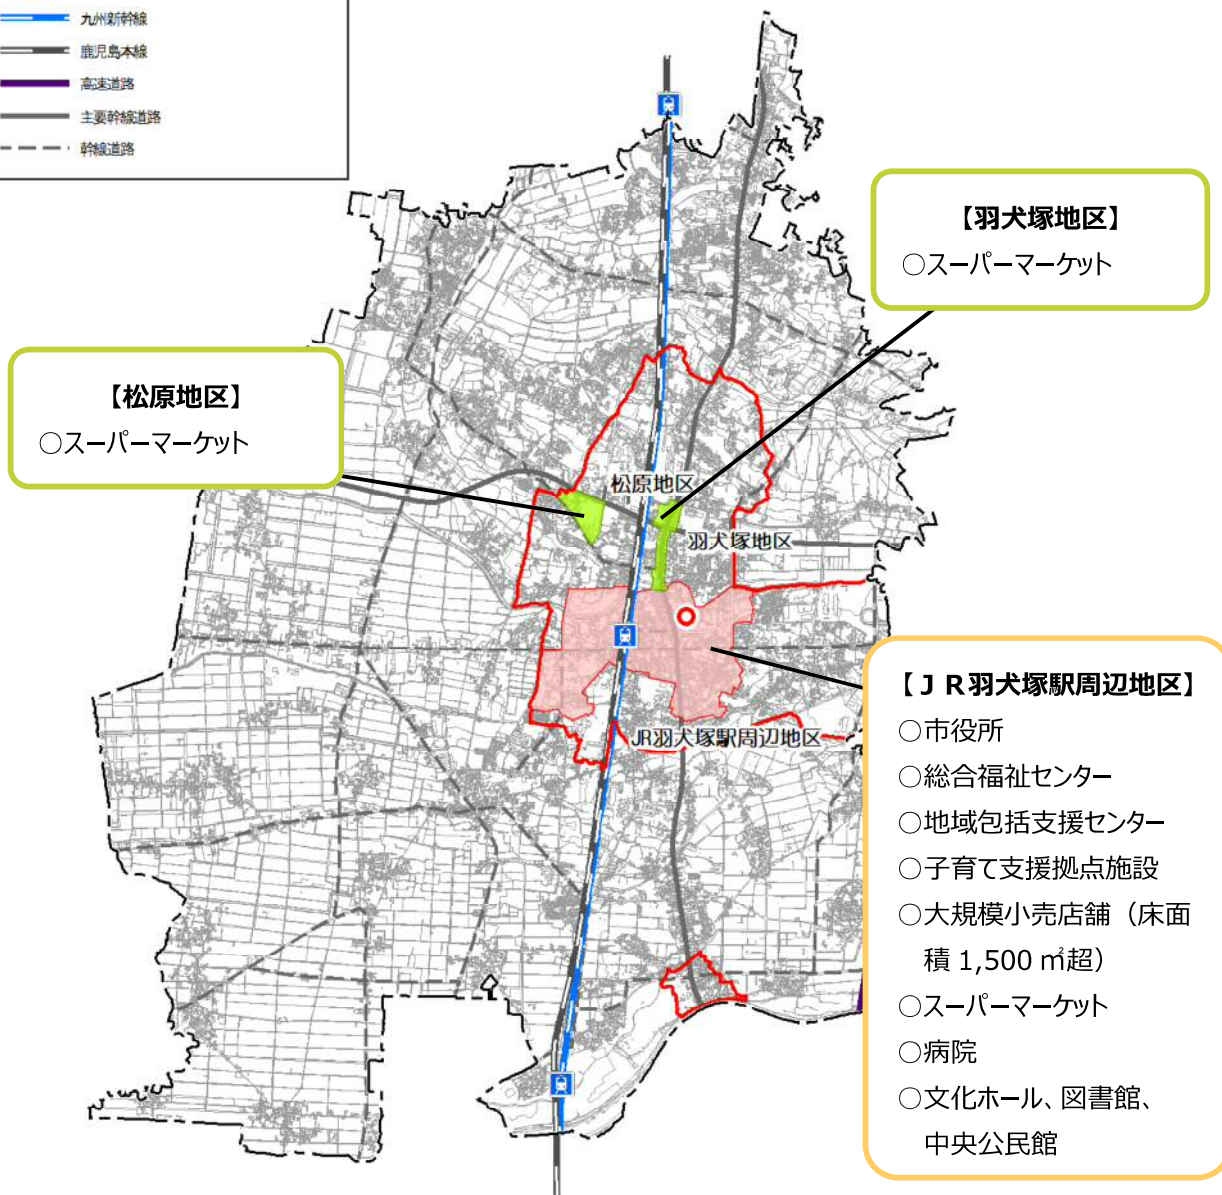 九州新幹線
鹿児島本線
高速道路
主要幹線道路
幹線道路
【羽犬塚地区】
○スーパーマーケット
【松原地区】
○スーパーマーケット
松原地区
羽犬塚地区
JR羽犬塚駅周辺地区
【ＪＲ羽犬塚駅周辺地区】
○市役所
○総合福祉センター
○地域包括支援センター
○子育て支援拠点施設
○大規模小売店舗（床面
積 1,500 ㎡超）
○スーパーマーケット
○病院
○文化ホール、図書館、
中央公民館